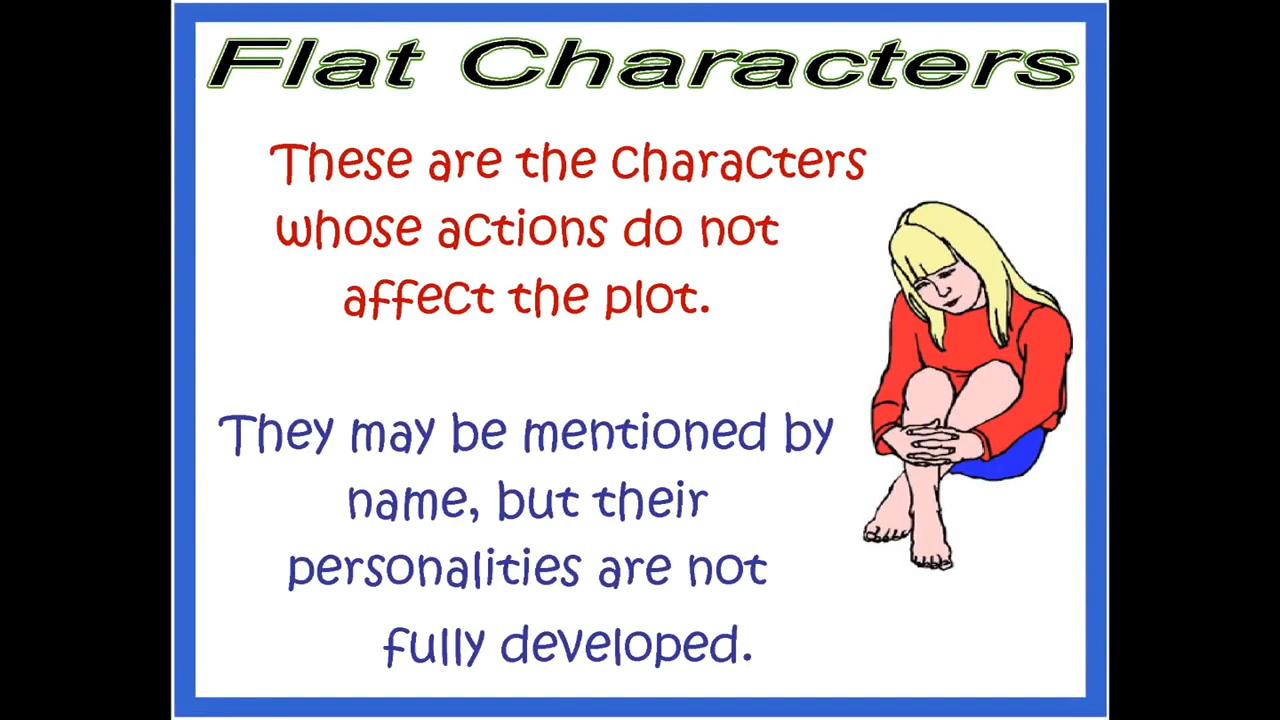 Flat Characters
These are the characters
whose actions do not
affect the plot.
They may be mentioned by
name, but their
personalities are not
fully developed.